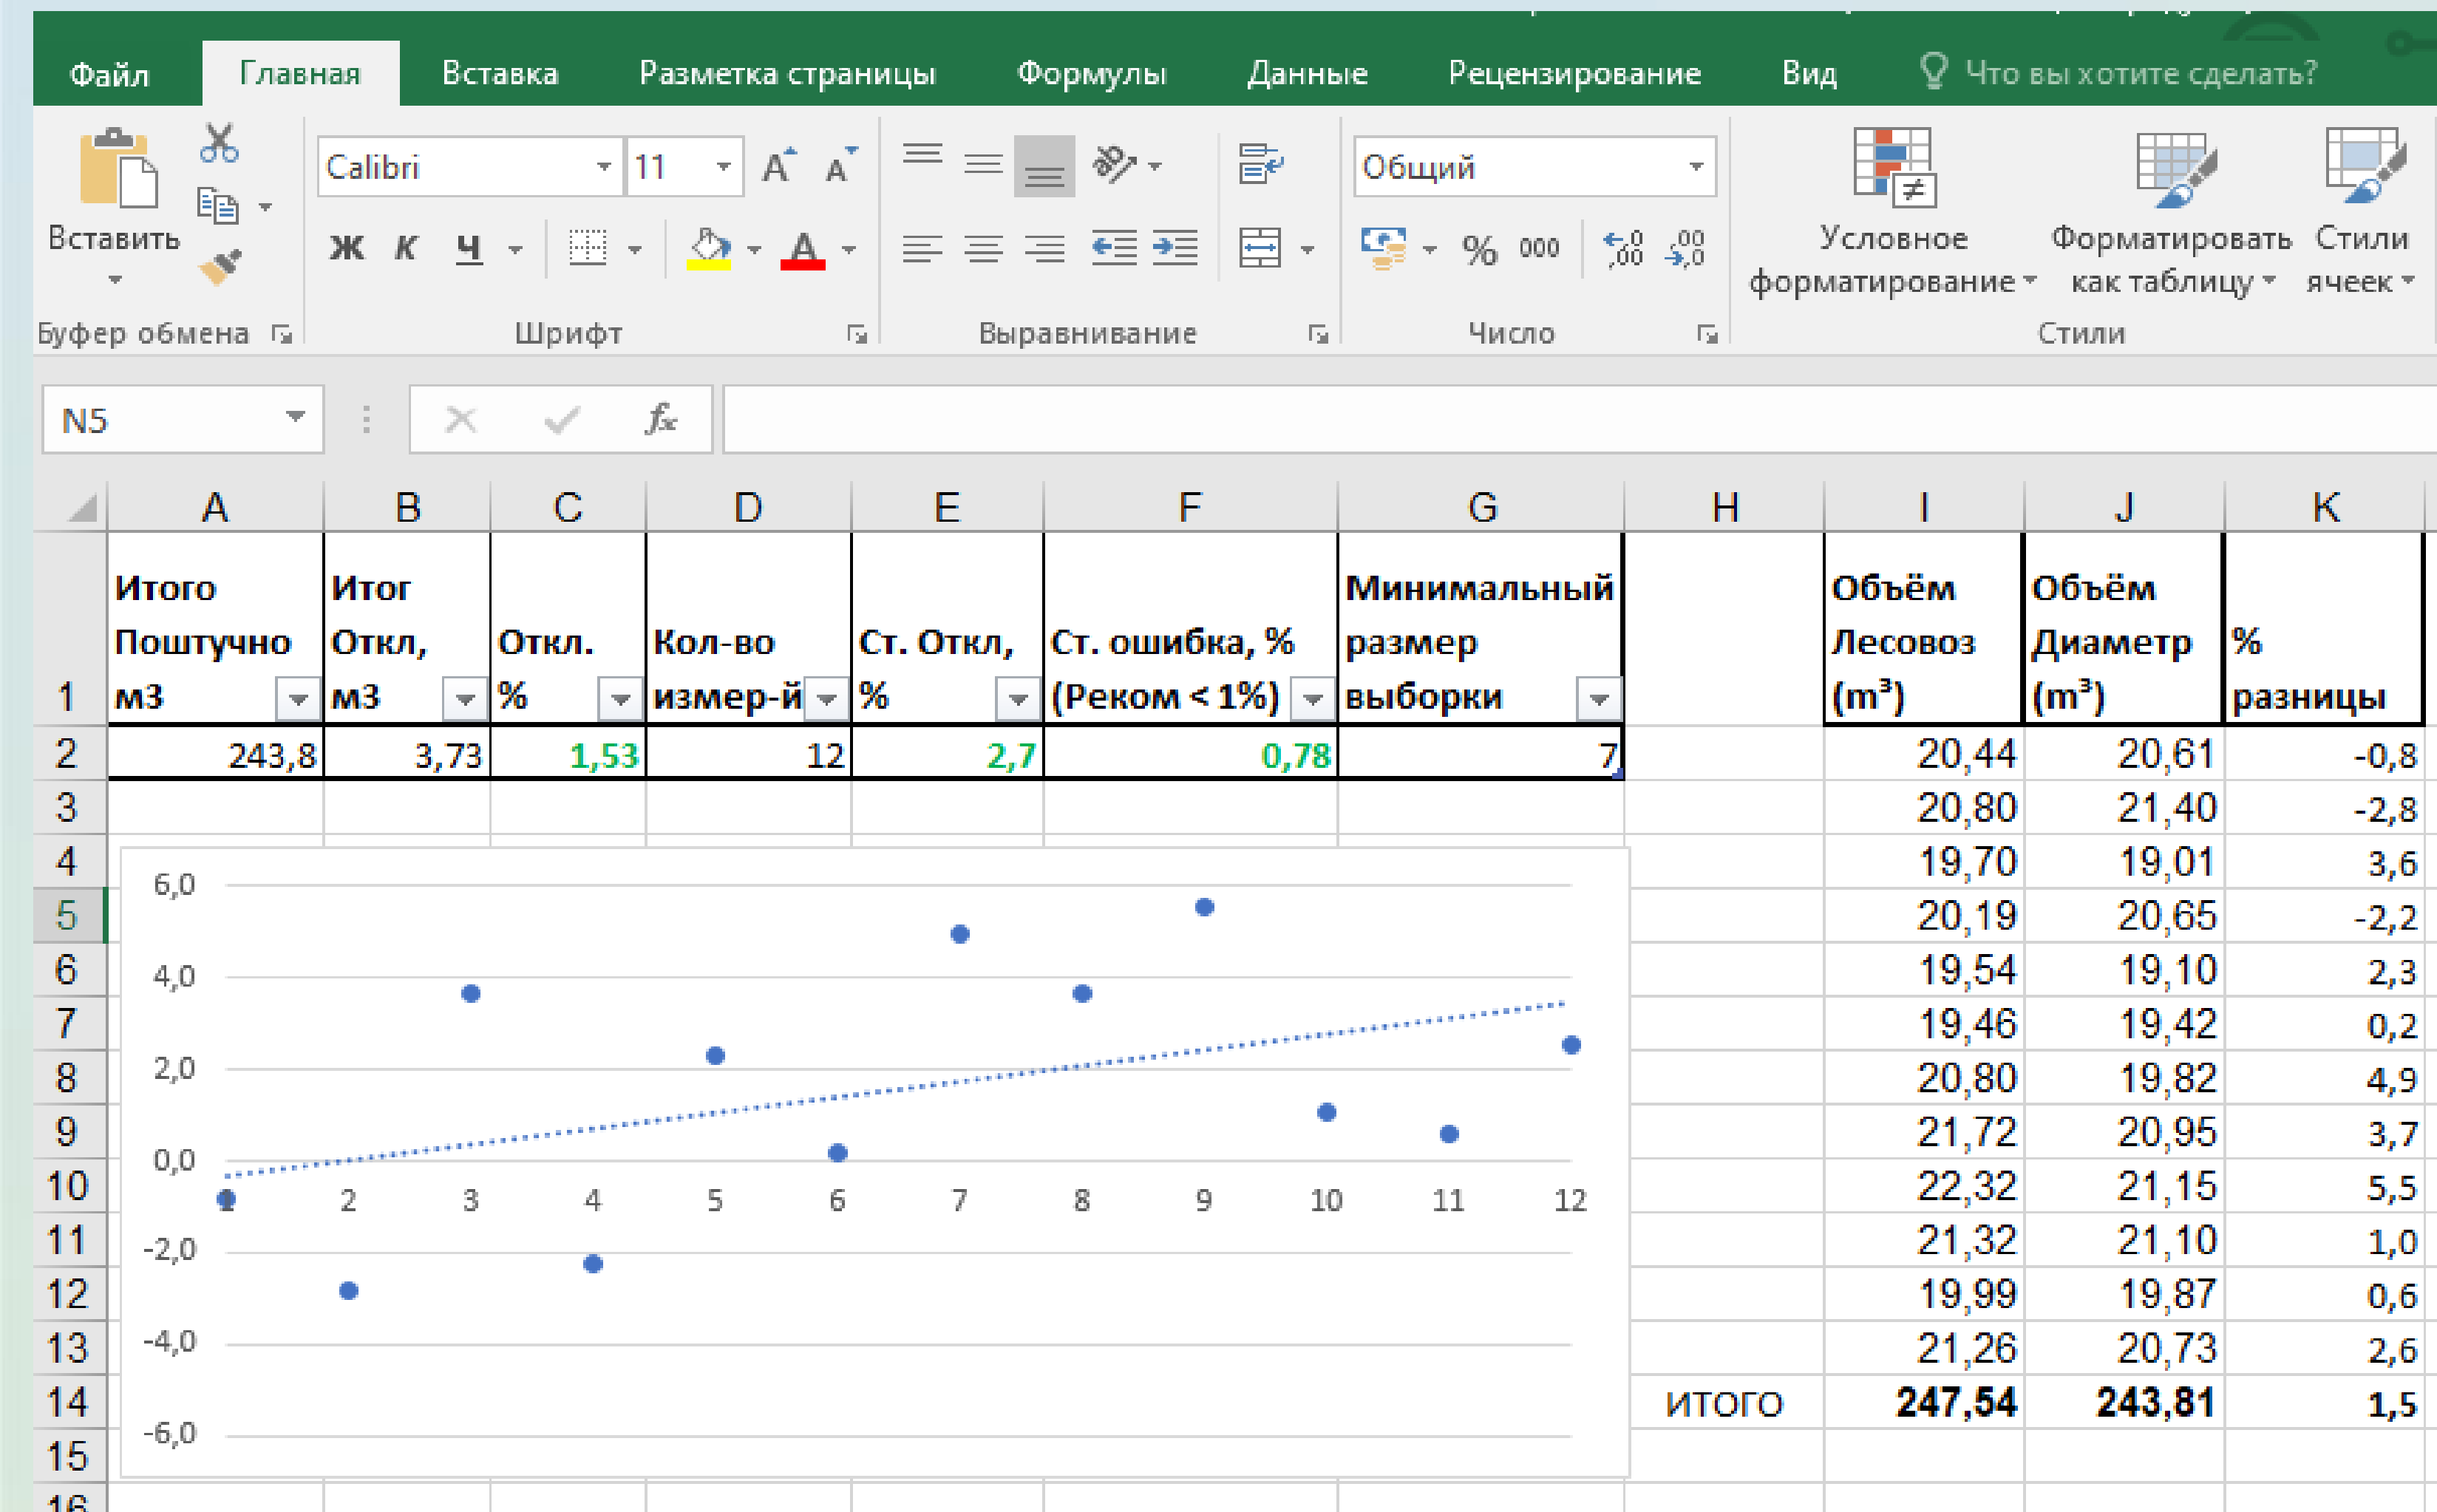 Файл Главная Вставка Разметка страницы Формулы Данные Рецензирование Вид Что вы хотите сделать?
Calibri 11 Общий
Вставить Ж К Ч % 000 Условное форматирование Форматировать как таблицу Стили ячеек
Буфер обмена Шрифт Выравнивание Число Стили
N5 fx
A B C D E F G H I J K
1 Итого Поштучно м3 Итог Откл, м3 Откл. % Кол-во измер-й Ст. Откл, % Ст. ошибка, % (Реком < 1%) Минимальный размер выборки Объём Лесовоз (m³) Объём Диаметр (m³) % разницы
2 243,8 3,73 1,53 12 2,7 0,78 7 20,44 20,61 -0,8
3 20,80 21,40 -2,8
4 19,70 19,01 3,6
5 20,19 20,65 -2,2
6 19,54 19,10 2,3
7 19,46 19,42 0,2
8 20,80 19,82 4,9
9 21,72 20,95 3,7
10 22,32 21,15 5,5
11 21,32 21,10 1,0
12 19,99 19,87 0,6
13 21,26 20,73 2,6
14 ИТОГО 247,54 243,81 1,5
15
16
6,0
4,0
2,0
0,0
1 2 3 4 5 6 7 8 9 10 11 12
-2,0
-4,0
-6,0